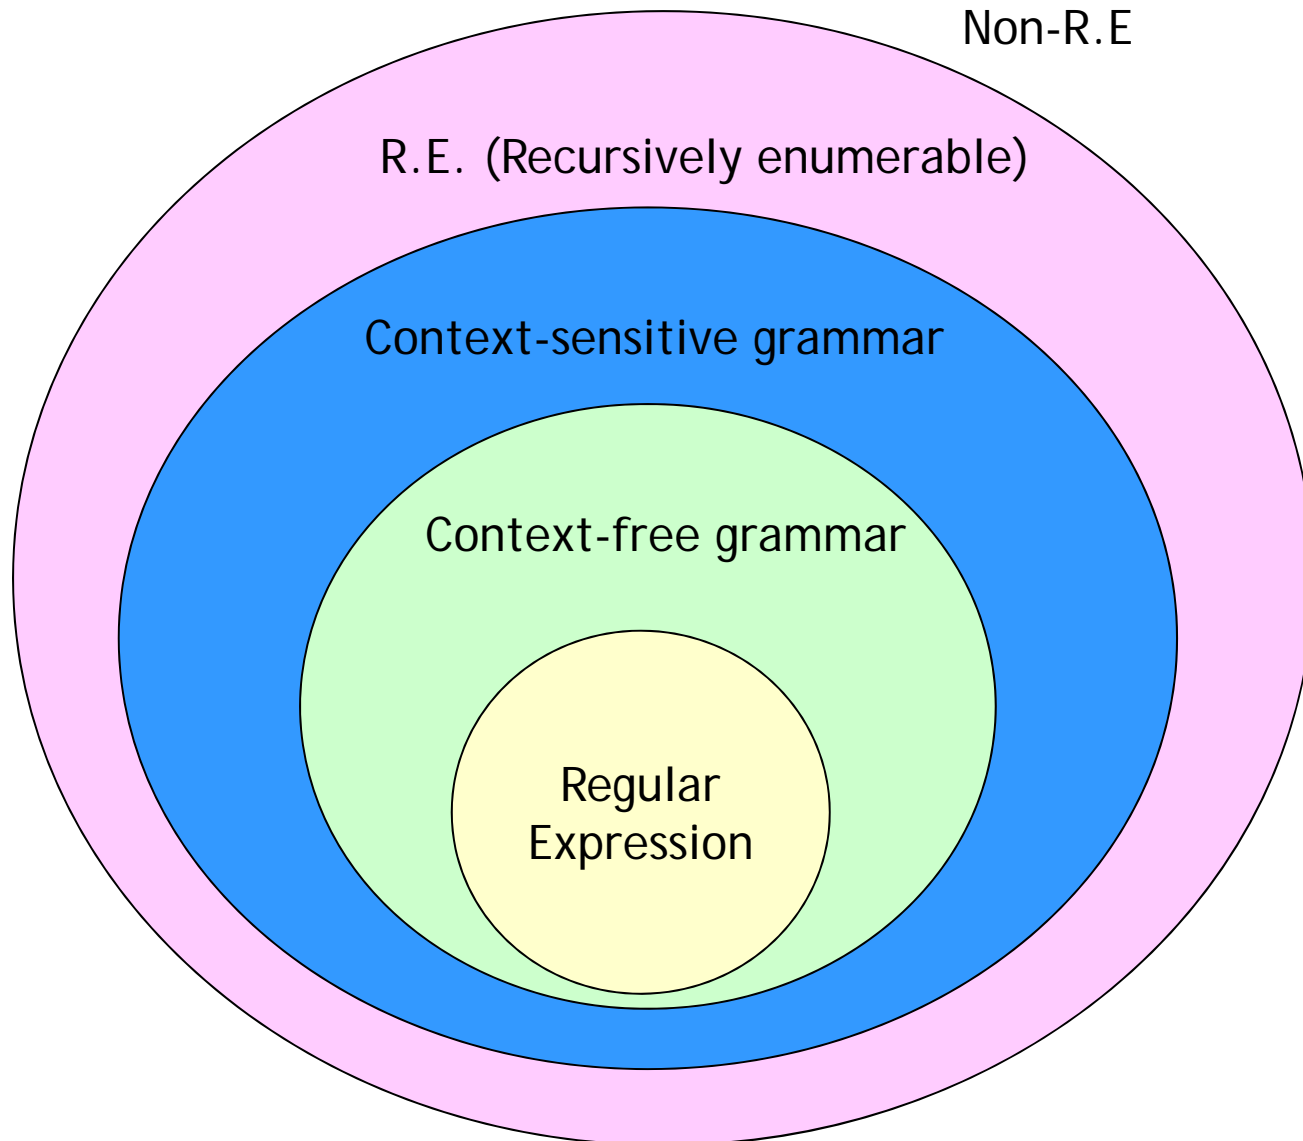 Non-R.E
R.E. (Recursively enumerable)
Context-sensitive grammar
Context-free grammar
Regular
Expression